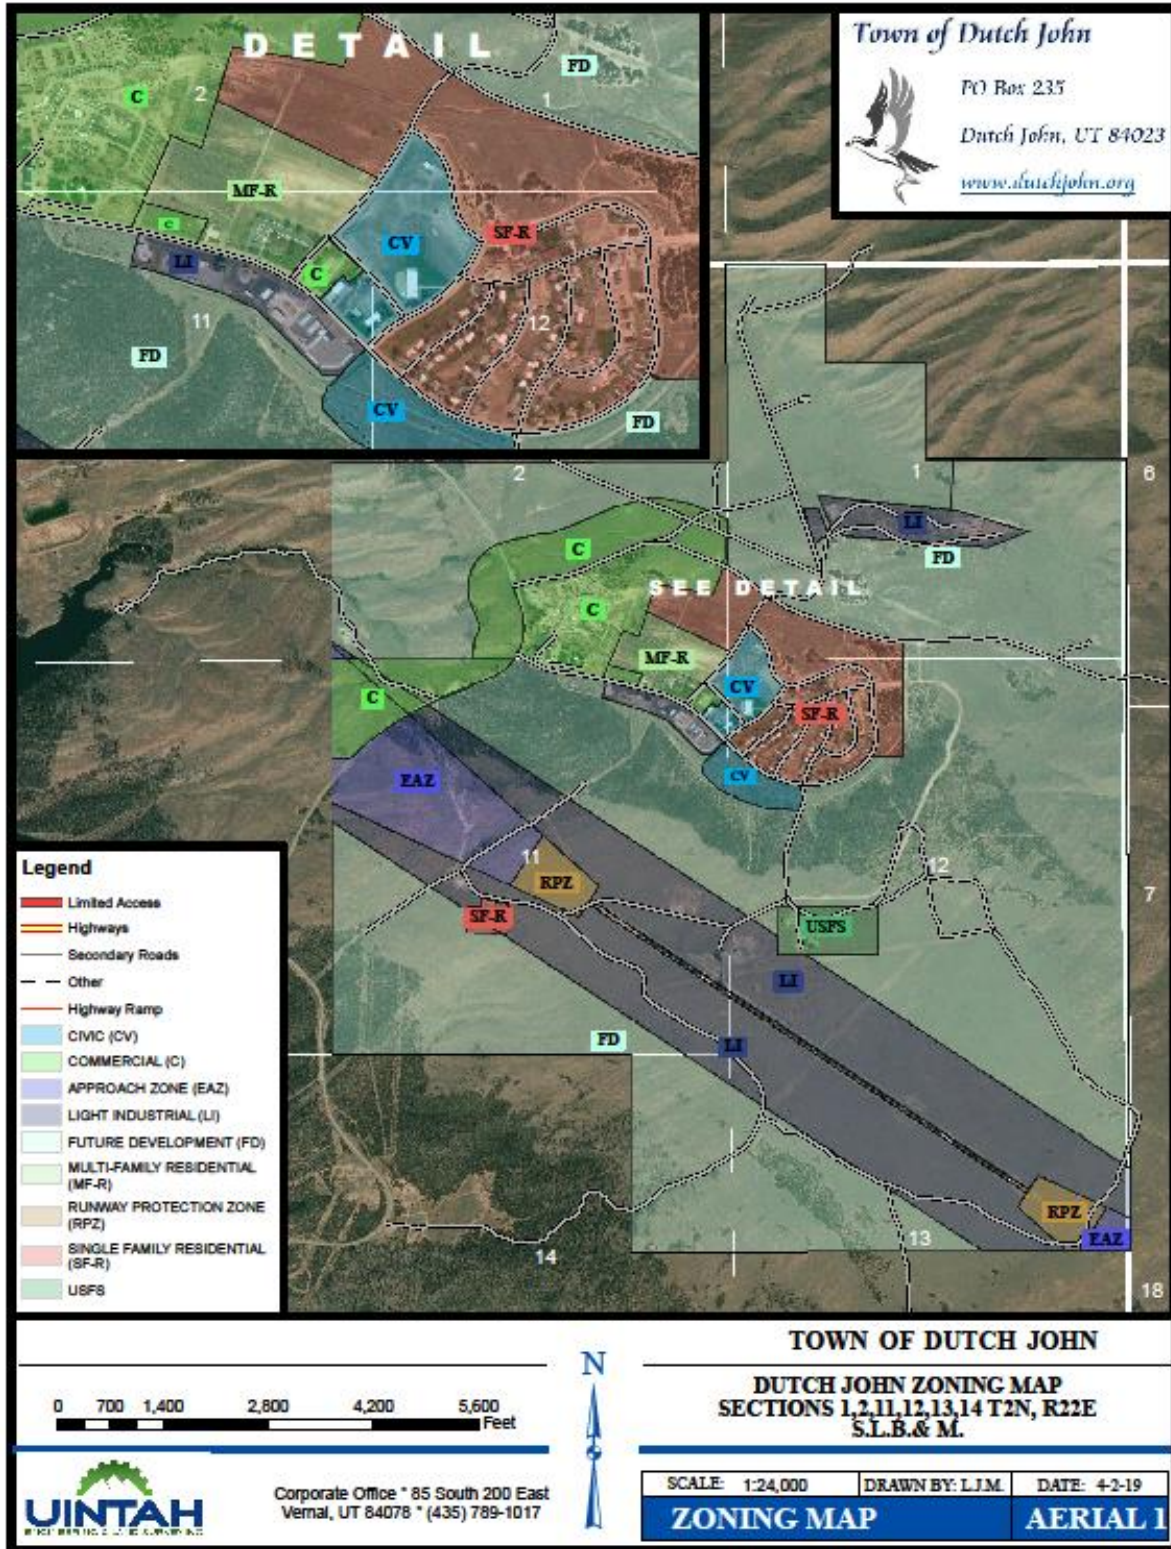 DETAIL
FD
C
2
1
MF-R
C
CV
SF-R
LI
C
11
12
FD
CV
FD
Town of Dutch John
PO Box 235
Dutch John, UT 84023
www.dutchjohn.org
2
1
6
LI
C
FD
SEE DETAIL
C
MF-R
CV
C
SF-R
CV
EAZ
11
12
RPZ
7
SF-R
USFS
LI
FD
LI
RPZ
13
EAZ
14
18
Legend
Limited Access
Highways
Secondary Roads
Other
Highway Ramp
CIVIC (CV)
COMMERCIAL (C)
APPROACH ZONE (EAZ)
LIGHT INDUSTRIAL (LI)
FUTURE DEVELOPMENT (FD)
MULTI-FAMILY RESIDENTIAL
(MF-R)
RUNWAY PROTECTION ZONE
(RPZ)
SINGLE FAMILY RESIDENTIAL
(SF-R)
USFS
0 700 1,400 2,800 4,200 5,600
Feet
N
TOWN OF DUTCH JOHN
DUTCH JOHN ZONING MAP
SECTIONS 1,2,11,12,13,14 T2N, R22E
S.L.B.& M.
UINTAH
ENGINEERING & LAND SURVEYING
Corporate Office * 85 South 200 East
Vernal, UT 84078 * (435) 789-1017
SCALE: 1:24,000 DRAWN BY: L.J.M. DATE: 4-2-19
ZONING MAP AERIAL 1